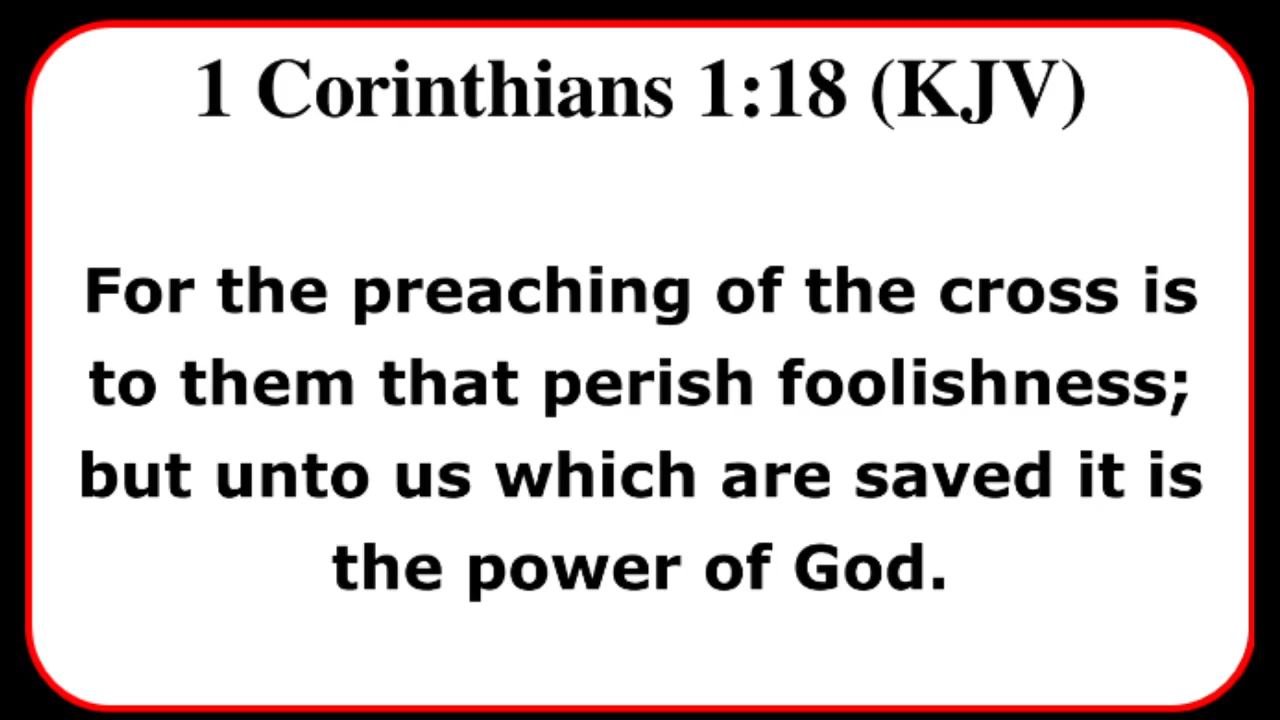 1 Corinthians 1:18 (KJV)
For the preaching of the cross is
to them that perish foolishness;
but unto us which are saved it is
the power of God.